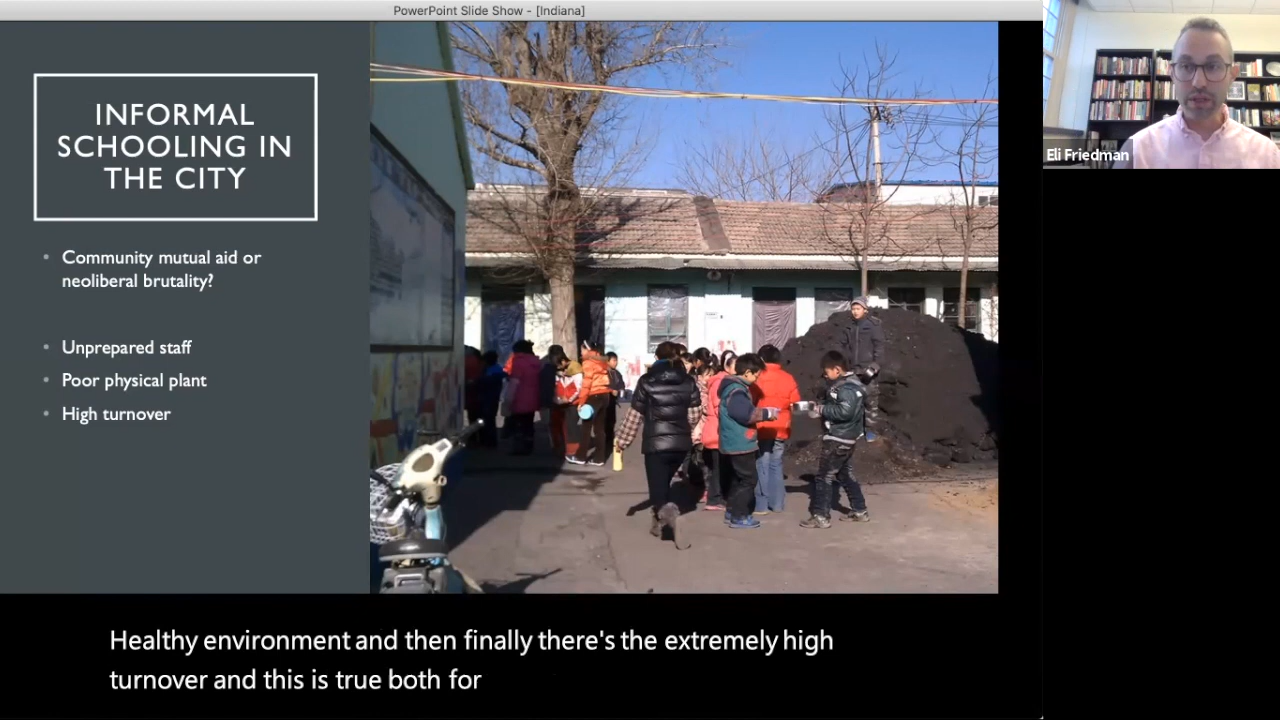 PowerPoint Slide Show - [Indiana]
INFORMAL
SCHOOLING IN
THE CITY
• Community mutual aid or
neoliberal brutality?
• Unprepared staff
• Poor physical plant
• High turnover
Eli Friedman
Healthy environment and then finally there's the extremely high
turnover and this is true both for